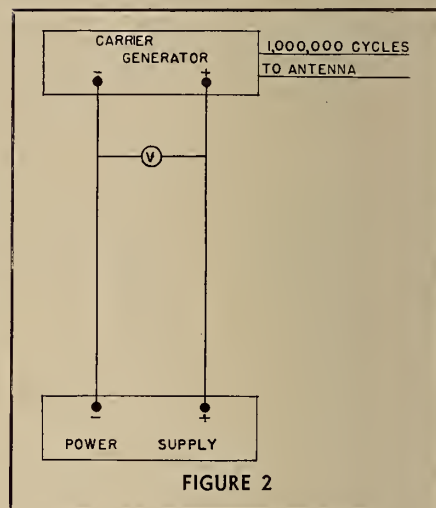 CARRIER
GENERATOR
1,000,000 CYCLES
TO ANTENNA
- +
V
- +
POWER SUPPLY
FIGURE 2